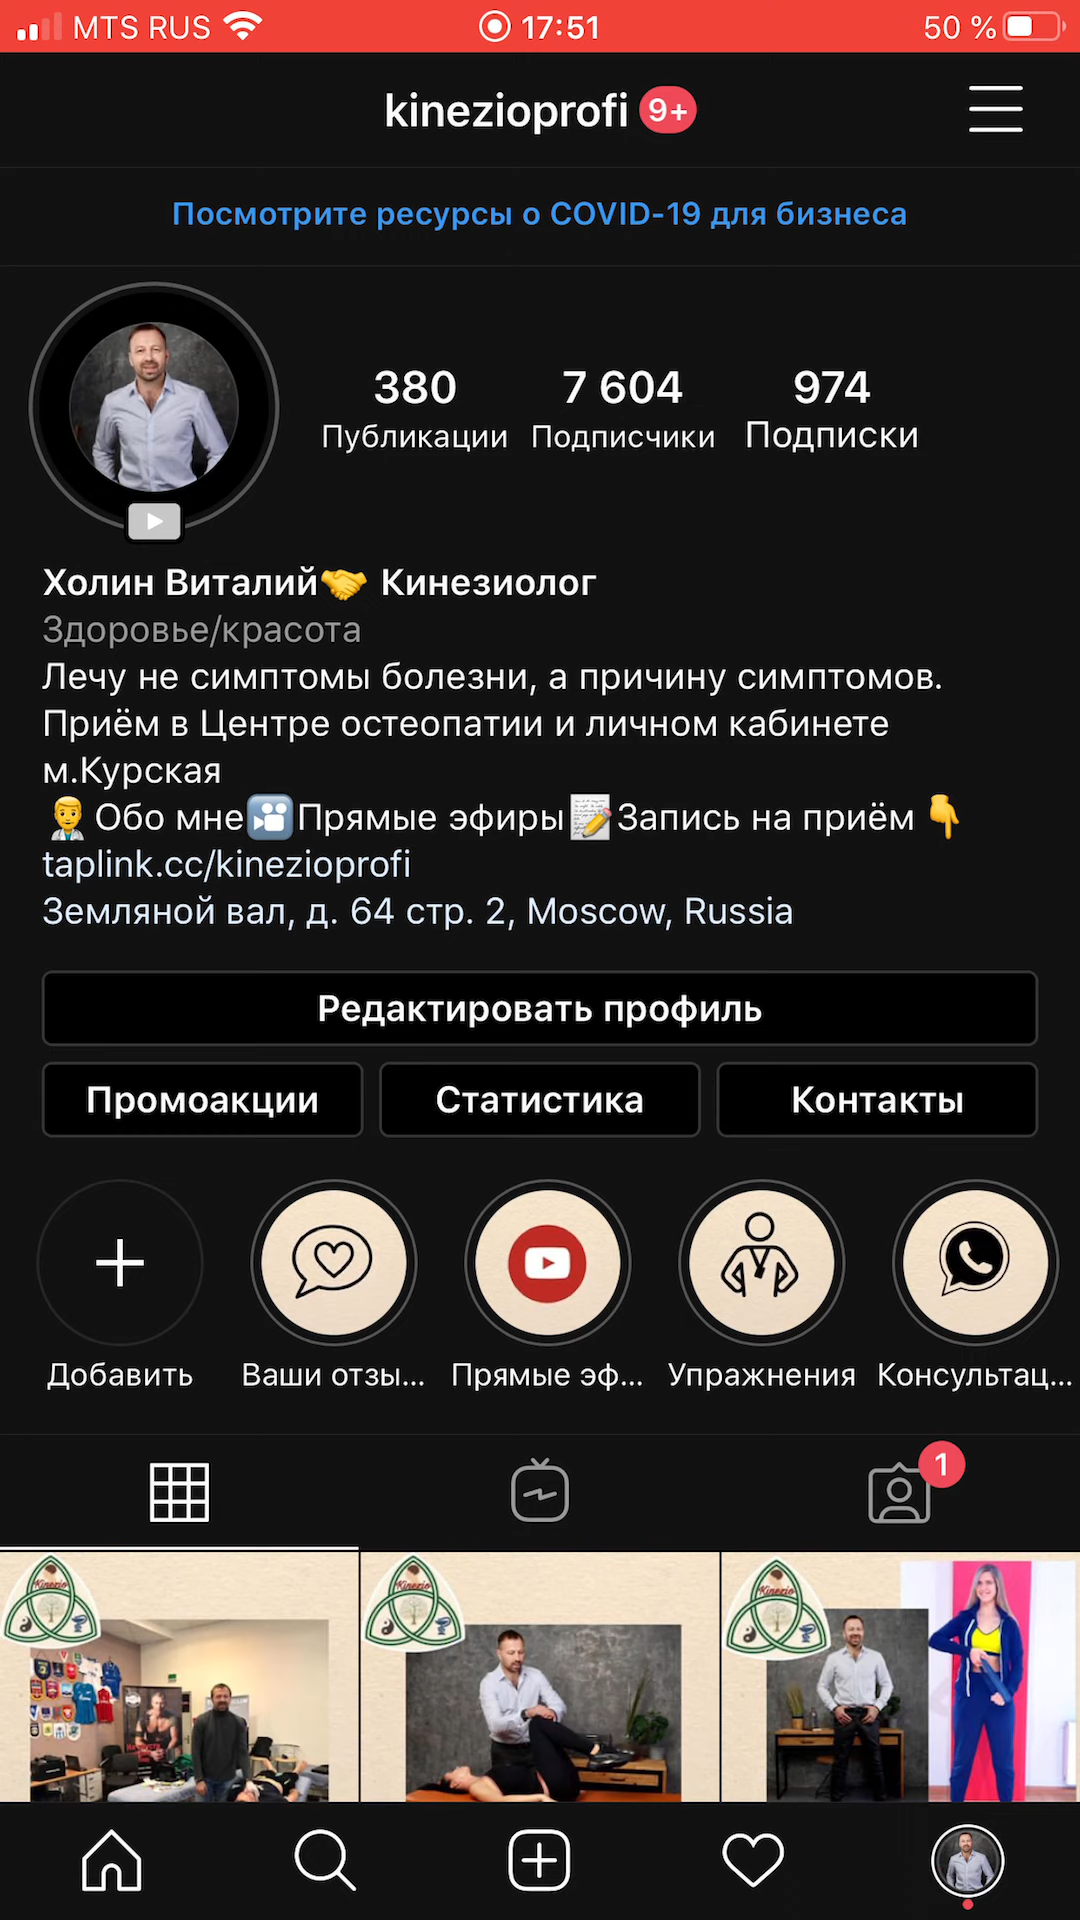 MTS RUS 17:51 50 %
kinezioprofi 9+
Посмотрите ресурсы о COVID-19 для бизнеса
380 7 604 974
Публикации Подписчики Подписки
Холин Виталий🤝 Кинезиолог
Здоровье/красота
Лечу не симптомы болезни, а причину симптомов.
Приём в Центре остеопатии и личном кабинете
м.Курская
👨‍⚕️ Обо мне🎦Прямые эфиры📝Запись на приём 👇
taplink.cc/kinezioprofi
Земляной вал, д. 64 стр. 2, Moscow, Russia
Редактировать профиль
Промоакции Статистика Контакты
Добавить Ваши отзы... Прямые эф... Упражнения Консультац...
1
Kinezio Kinezio Kinezio